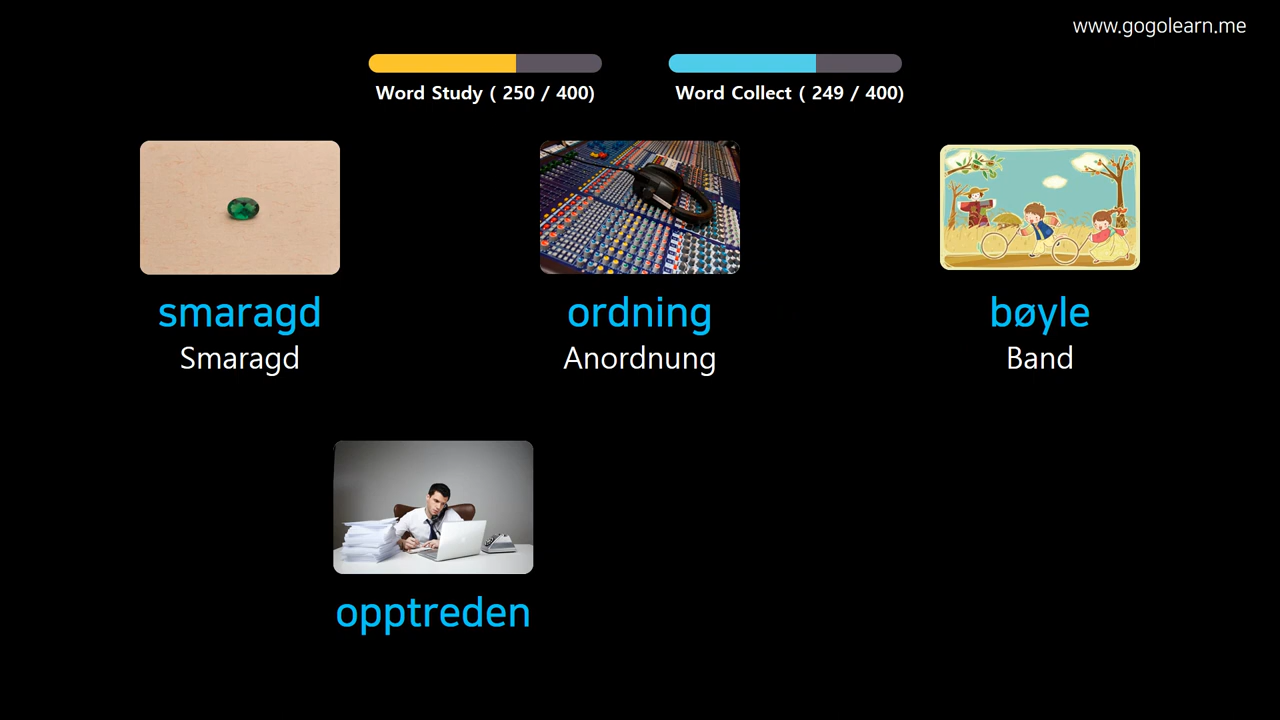 www.gogolearn.me
Word Study ( 250 / 400)
Word Collect ( 249 / 400)
smaragd
ordning
bøyle
Smaragd
Anordnung
Band
opptreden